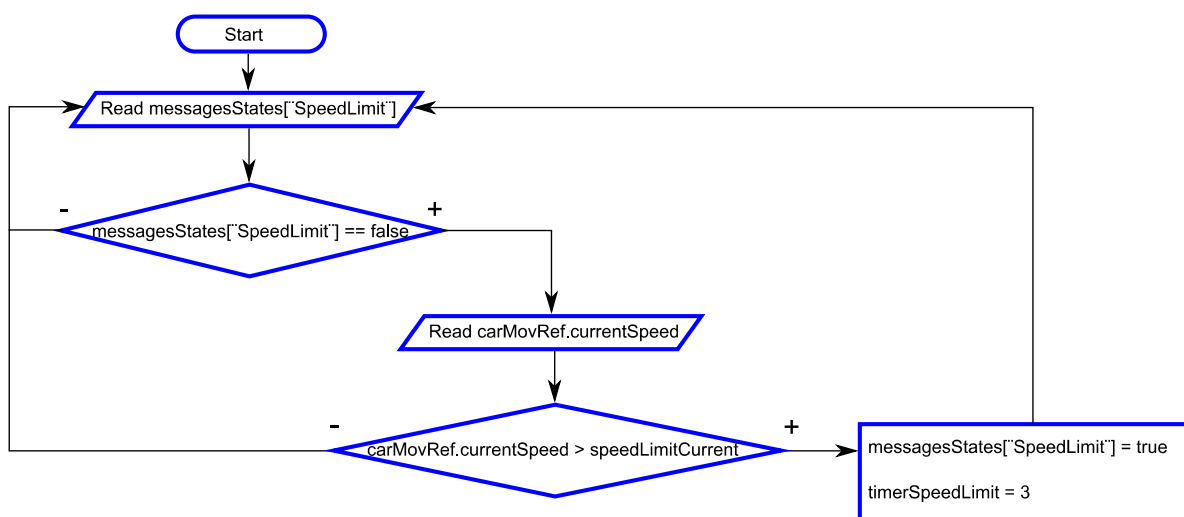 Start
Read messagesStates[¨SpeedLimit¨]
-
+
messagesStates[¨SpeedLimit¨] == false
Read carMovRef.currentSpeed
-
+
carMovRef.currentSpeed > speedLimitCurrent
messagesStates[¨SpeedLimit¨] = true
timerSpeedLimit = 3